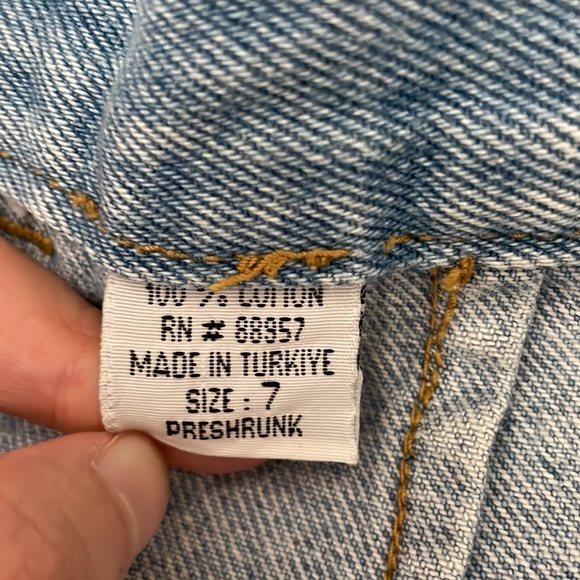 100 % COTTON
RN # 88957
MADE IN TURKIYE
SIZE : 7
PRESHRUNK